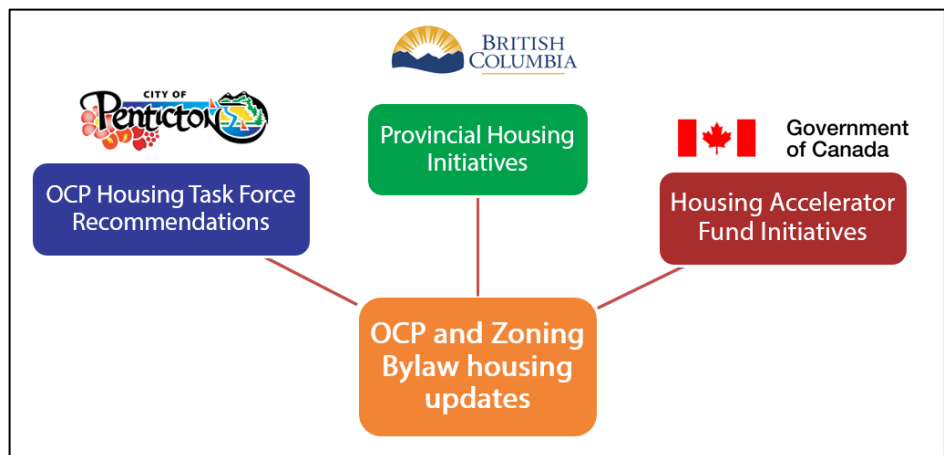 BRITISH
COLUMBIA
CITY OF
Penticton
Provincial Housing
Initiatives
Government
of Canada
OCP Housing Task Force
Recommendations
Housing Accelerator
Fund Initiatives
OCP and Zoning
Bylaw housing
updates